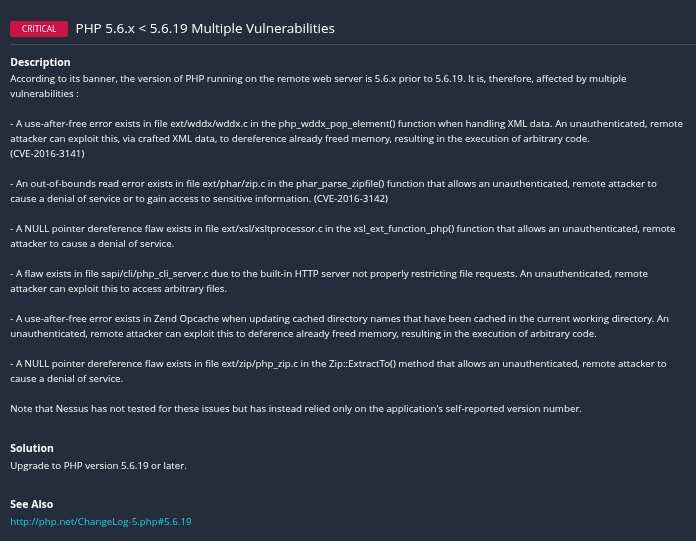 CRITICAL PHP 5.6.x < 5.6.19 Multiple Vulnerabilities
Description
According to its banner, the version of PHP running on the remote web server is 5.6.x prior to 5.6.19. It is, therefore, affected by multiple
vulnerabilities :
- A use-after-free error exists in file ext/wddx/wddx.c in the php_wddx_pop_element() function when handling XML data. An unauthenticated, remote
attacker can exploit this, via crafted XML data, to dereference already freed memory, resulting in the execution of arbitrary code.
(CVE-2016-3141)
- An out-of-bounds read error exists in file ext/phar/zip.c in the phar_parse_zipfile() function that allows an unauthenticated, remote attacker to
cause a denial of service or to gain access to sensitive information. (CVE-2016-3142)
- A NULL pointer dereference flaw exists in file ext/xsl/xsltprocessor.c in the xsl_ext_function_php() function that allows an unauthenticated, remote
attacker to cause a denial of service.
- A flaw exists in file sapi/cli/php_cli_server.c due to the built-in HTTP server not properly restricting file requests. An unauthenticated, remote
attacker can exploit this to access arbitrary files.
- A use-after-free error exists in Zend Opcache when updating cached directory names that have been cached in the current working directory. An
unauthenticated, remote attacker can exploit this to deference already freed memory, resulting in the execution of arbitrary code.
- A NULL pointer dereference flaw exists in file ext/zip/php_zip.c in the Zip::ExtractTo() method that allows an unauthenticated, remote attacker to
cause a denial of service.
Note that Nessus has not tested for these issues but has instead relied only on the application's self-reported version number.
Solution
Upgrade to PHP version 5.6.19 or later.
See Also
http://php.net/ChangeLog-5.php#5.6.19